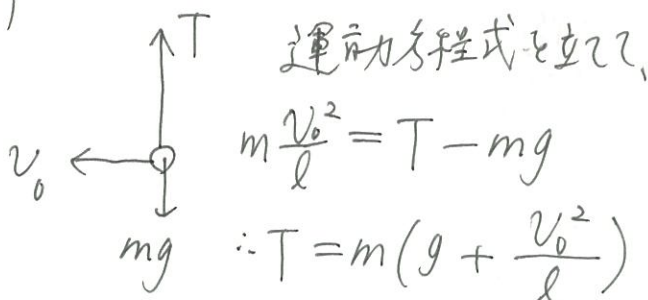 )
T
運動方程式を立てて、
v₀
m v₀²/l = T − mg
mg
∴ T = m(g + v₀²/l)